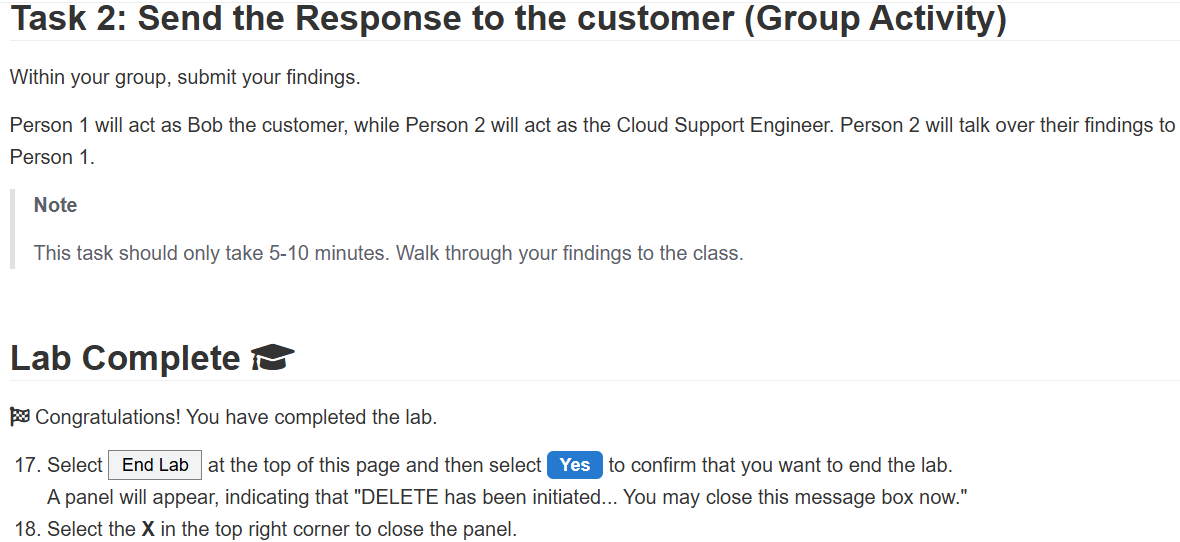 Task 2: Send the Response to the customer (Group Activity)
Within your group, submit your findings.
Person 1 will act as Bob the customer, while Person 2 will act as the Cloud Support Engineer. Person 2 will talk over their findings to
Person 1.
Note
This task should only take 5-10 minutes. Walk through your findings to the class.
Lab Complete
Congratulations! You have completed the lab.
17. Select End Lab at the top of this page and then select Yes to confirm that you want to end the lab.
A panel will appear, indicating that "DELETE has been initiated... You may close this message box now."
18. Select the X in the top right corner to close the panel.